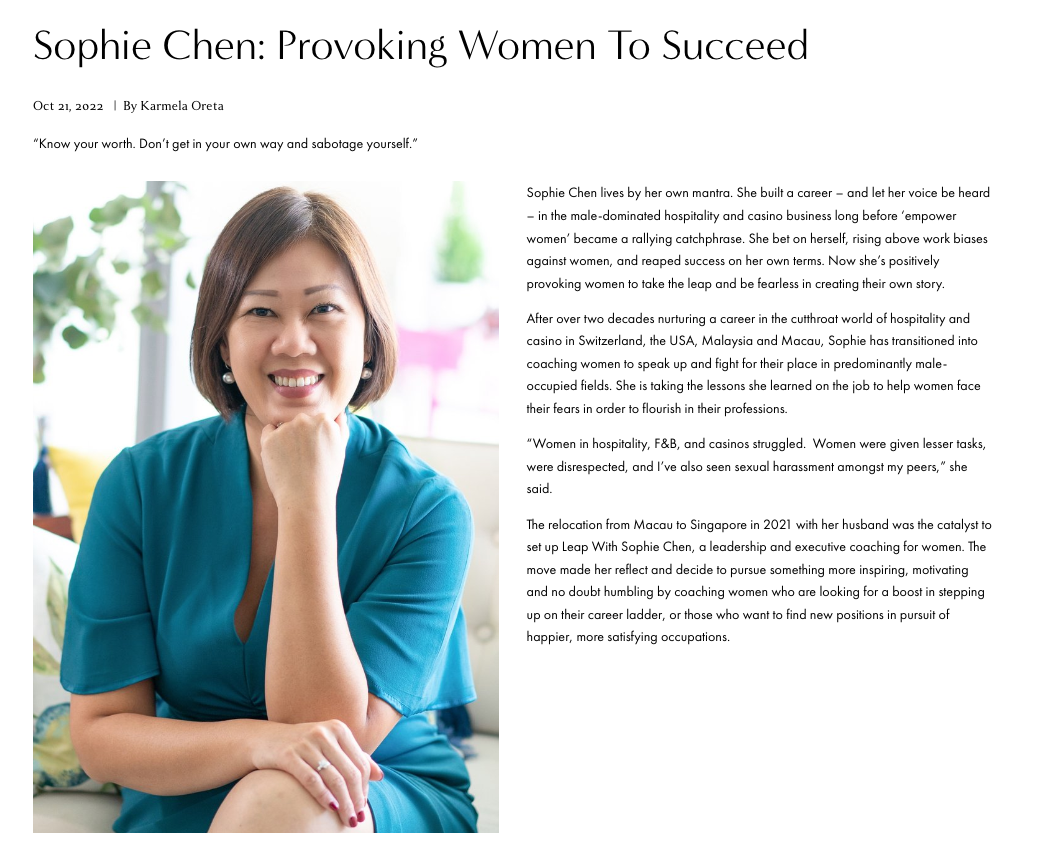 Sophie Chen: Provoking Women To Succeed
Oct 21, 2022 | By Karmela Oreta
“Know your worth. Don’t get in your own way and sabotage yourself.”
Sophie Chen lives by her own mantra. She built a career – and let her voice be heard
– in the male-dominated hospitality and casino business long before ‘empower
women’ became a rallying catchphrase. She bet on herself, rising above work biases
against women, and reaped success on her own terms. Now she’s positively
provoking women to take the leap and be fearless in creating their own story.
After over two decades nurturing a career in the cutthroat world of hospitality and
casino in Switzerland, the USA, Malaysia and Macau, Sophie has transitioned into
coaching women to speak up and fight for their place in predominantly male-
occupied fields. She is taking the lessons she learned on the job to help women face
their fears in order to flourish in their professions.
“Women in hospitality, F&B, and casinos struggled.  Women were given lesser tasks,
were disrespected, and I’ve also seen sexual harassment amongst my peers,” she
said.
The relocation from Macau to Singapore in 2021 with her husband was the catalyst to
set up Leap With Sophie Chen, a leadership and executive coaching for women. The
move made her reflect and decide to pursue something more inspiring, motivating
and no doubt humbling by coaching women who are looking for a boost in stepping
up on their career ladder, or those who want to find new positions in pursuit of
happier, more satisfying occupations.